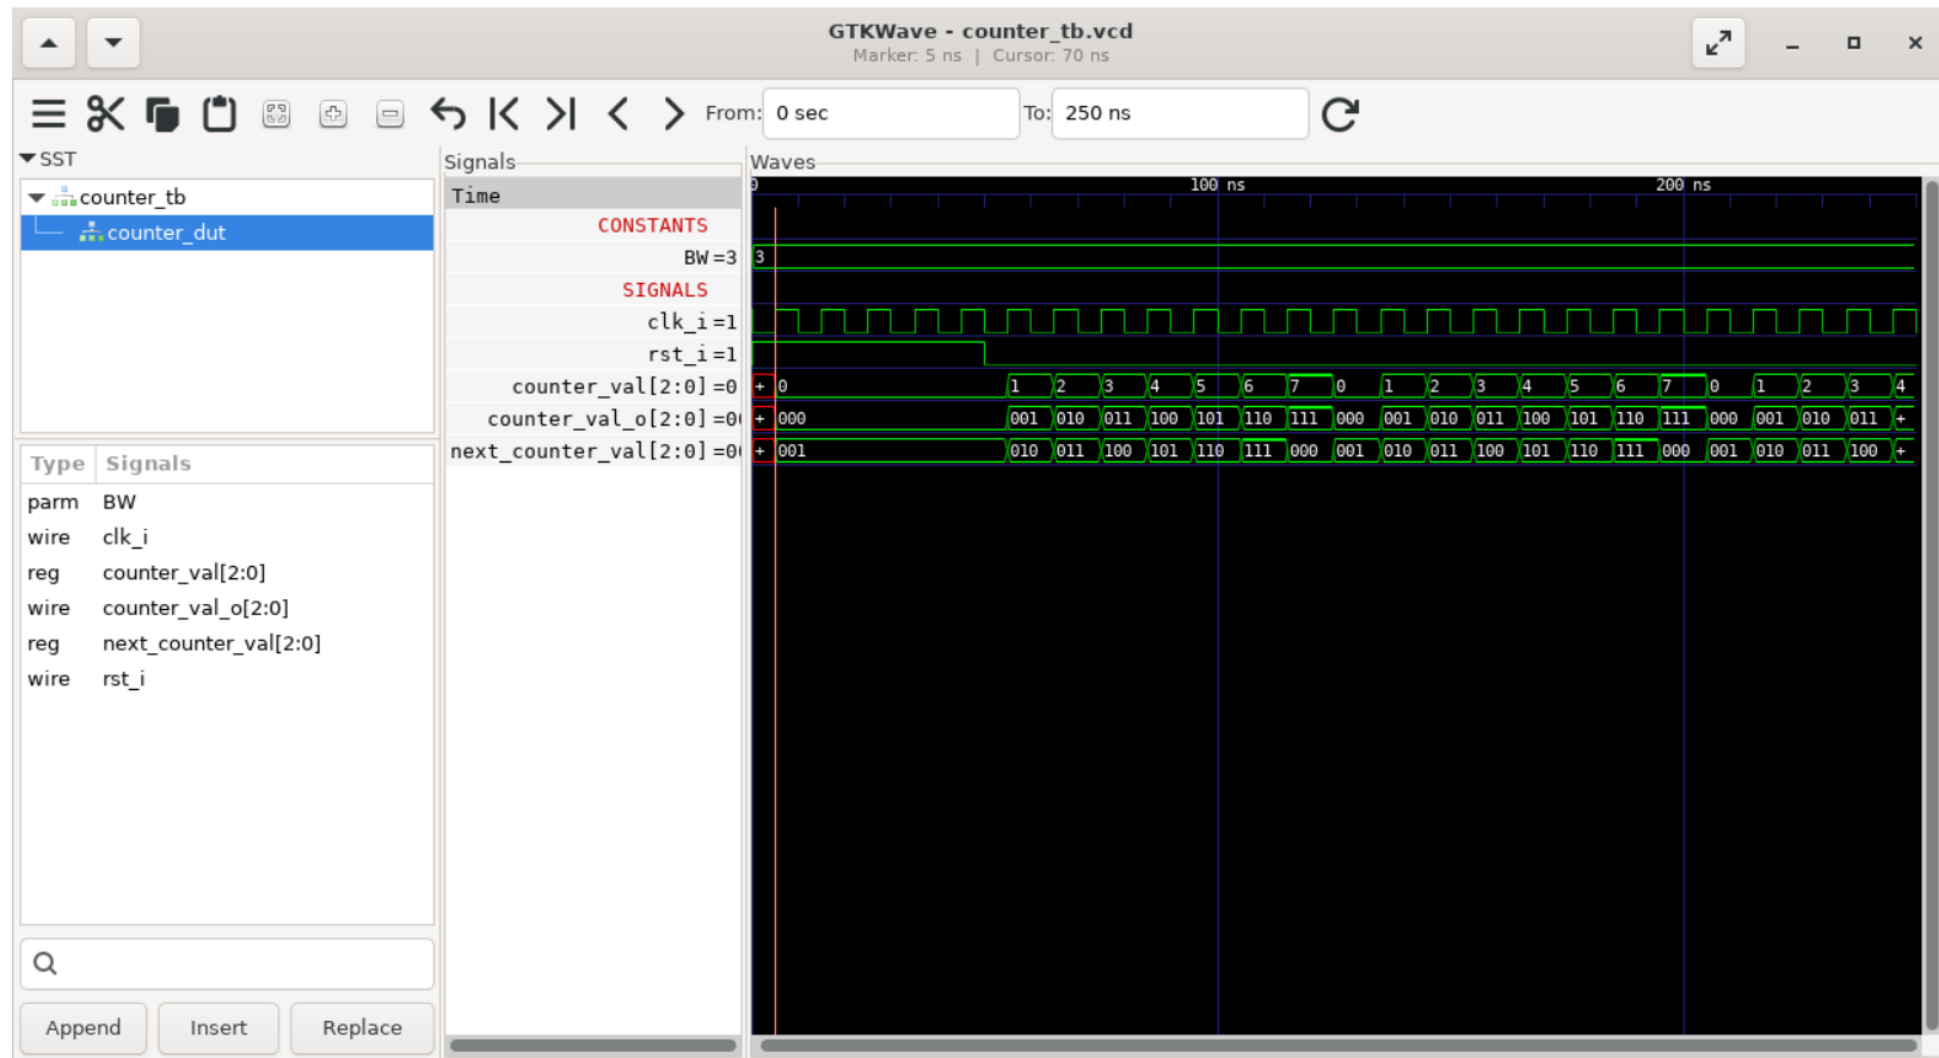 GTKWave - counter_tb.vcd
Marker: 5 ns | Cursor: 70 ns
From: 0 sec To: 250 ns
SST
counter_tb
counter_dut
Type Signals
parm BW
wire clk_i
reg counter_val[2:0]
wire counter_val_o[2:0]
reg next_counter_val[2:0]
wire rst_i
Append Insert Replace
Signals
Time
CONSTANTS
BW=3
SIGNALS
clk_i=1
rst_i=1
counter_val[2:0]=0
counter_val_o[2:0]=0
next_counter_val[2:0]=0
Waves
0 100 ns 200 ns
3
+ 0 1 2 3 4 5 6 7 0 1 2 3 4 5 6 7 0 1 2 3 4
+ 000 001 010 011 100 101 110 111 000 001 010 011 100 101 110 111 000 001 010 011 +
+ 001 010 011 100 101 110 111 000 001 010 011 100 101 110 111 000 001 010 011 100 +